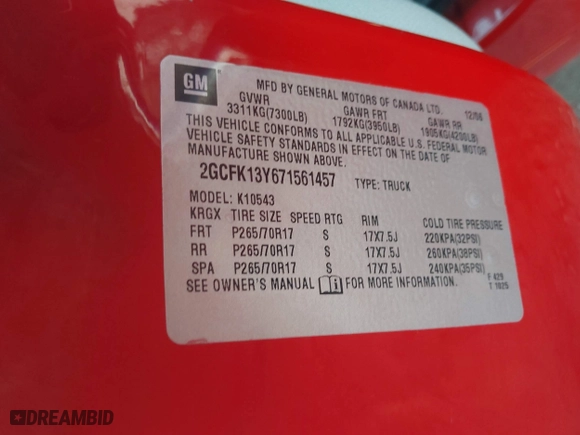 GM
MFD BY GENERAL MOTORS OF CANADA LTD.
12/06
GVWR GAWR FRT GAWR RR
3311KG(7300LB) 1792KG(3950LB) 1905KG(4200LB)
THIS VEHICLE CONFORMS TO ALL APPLICABLE U.S. FEDERAL MOTOR
VEHICLE SAFETY STANDARDS IN EFFECT ON THE DATE OF
MANUFACTURE SHOWN ABOVE.
2GCFK13Y671561457 TYPE: TRUCK
MODEL: K10543
KRGX TIRE SIZE SPEED RTG RIM COLD TIRE PRESSURE
FRT P265/70R17 S 17X7.5J 220KPA(32PSI)
RR P265/70R17 S 17X7.5J 260KPA(38PSI)
SPA P265/70R17 S 17X7.5J 240KPA(35PSI)
SEE OWNER'S MANUAL FOR MORE INFORMATION.
F 429
T 1025
DREAMBID